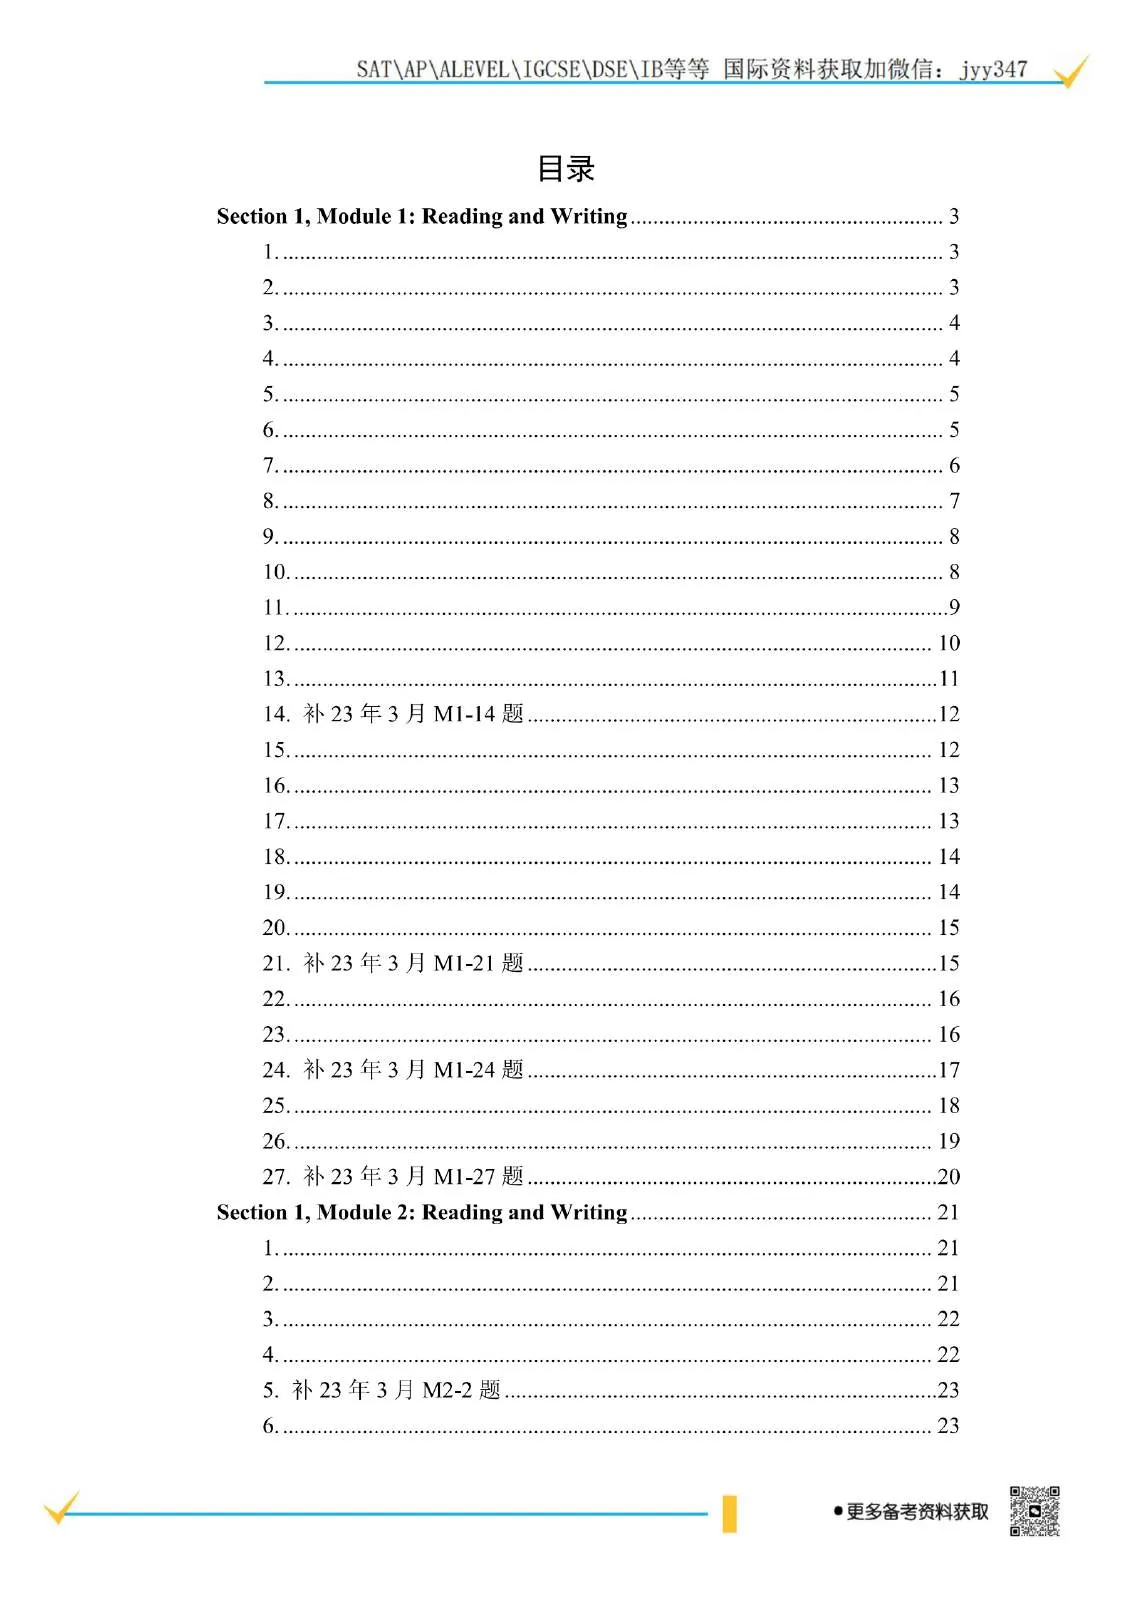 SAT\AP\ALEVEL\IGCSE\DSE\IB等等 国际资料获取加微信：jyy347
目录
Section 1, Module 1: Reading and Writing 3
1. 3
2. 3
3. 4
4. 4
5. 5
6. 5
7. 6
8. 7
9. 8
10. 8
11. 9
12. 10
13. 11
14. 补 23 年 3 月 M1-14 题 12
15. 12
16. 13
17. 13
18. 14
19. 14
20. 15
21. 补 23 年 3 月 M1-21 题 15
22. 16
23. 16
24. 补 23 年 3 月 M1-24 题 17
25. 18
26. 19
27. 补 23 年 3 月 M1-27 题 20
Section 1, Module 2: Reading and Writing 21
1. 21
2. 21
3. 22
4. 22
5. 补 23 年 3 月 M2-2 题 23
6. 23
•更多备考资料获取